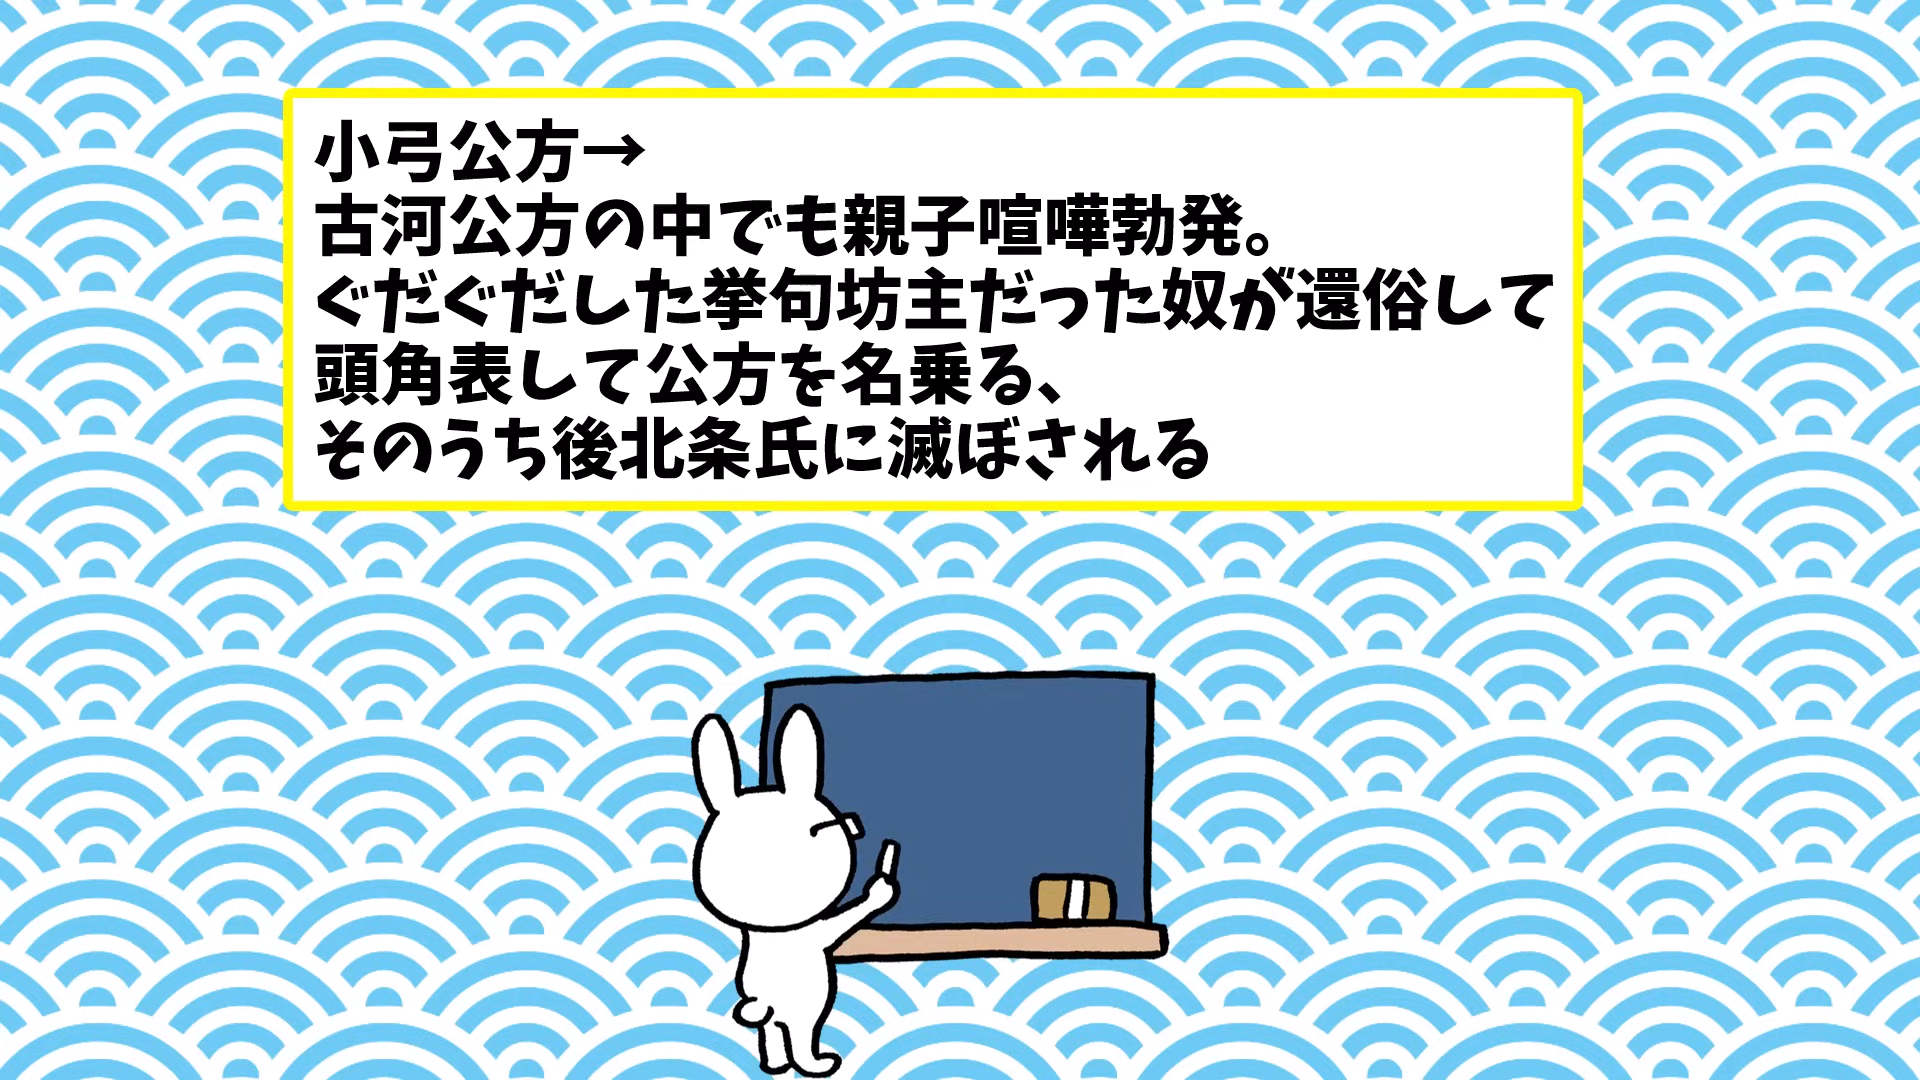 小弓公方→
古河公方の中でも親子喧嘩勃発。
ぐだぐだした挙句坊主だった奴が還俗して
頭角表して公方を名乗る、
そのうち後北条氏に滅ぼされる